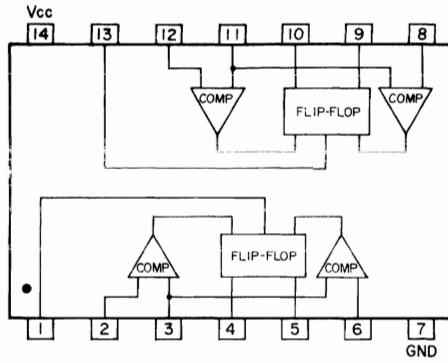 Vcc
14 13 12 11 10 9 8
COMP FLIP-FLOP COMP
COMP FLIP-FLOP COMP
1 2 3 4 5 6 7
GND